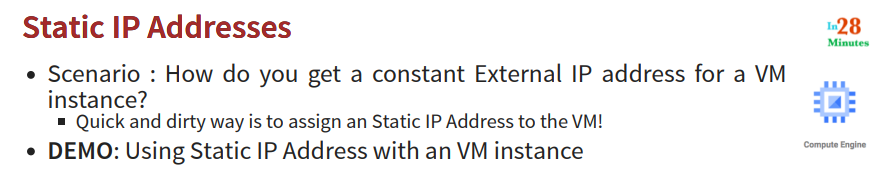 Static IP Addresses
In28
Minutes
Scenario : How do you get a constant External IP address for a VM
instance?
Quick and dirty way is to assign an Static IP Address to the VM!
DEMO: Using Static IP Address with an VM instance
Compute Engine